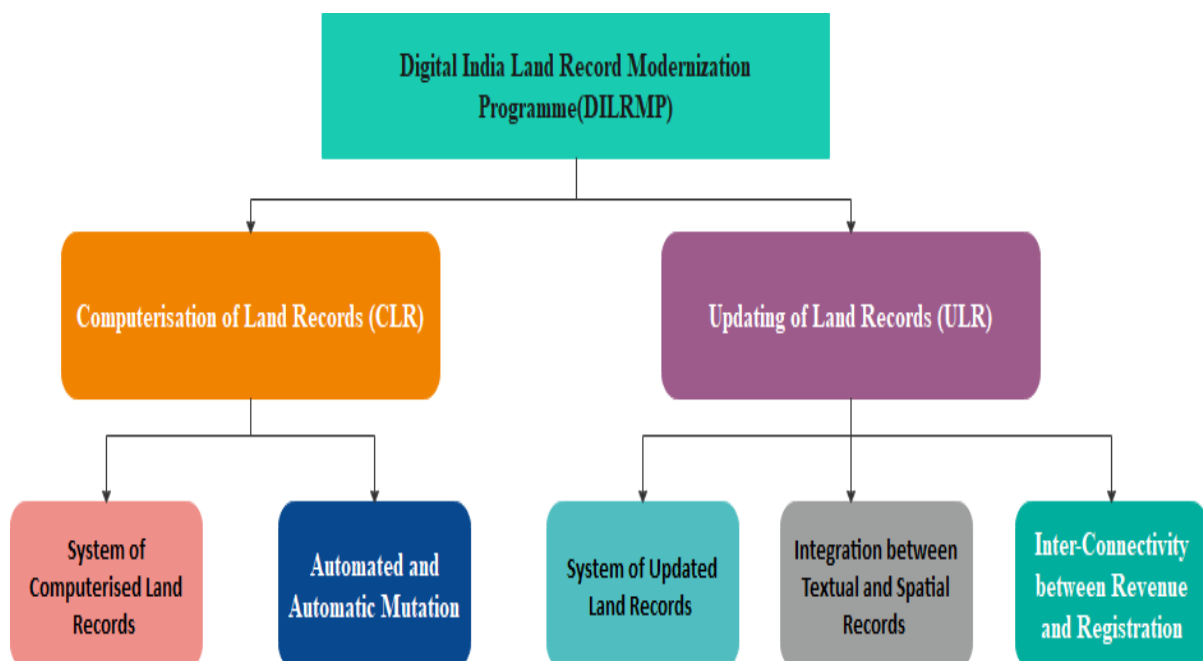 Digital India Land Record Modernization
Programme(DILRMP)
Computerisation of Land Records (CLR)
Updating of Land Records (ULR)
System of
Computerised Land
Records
Automated and
Automatic Mutation
System of Updated
Land Records
Integration between
Textual and Spatial
Records
Inter-Connectivity
between Revenue
and Registration